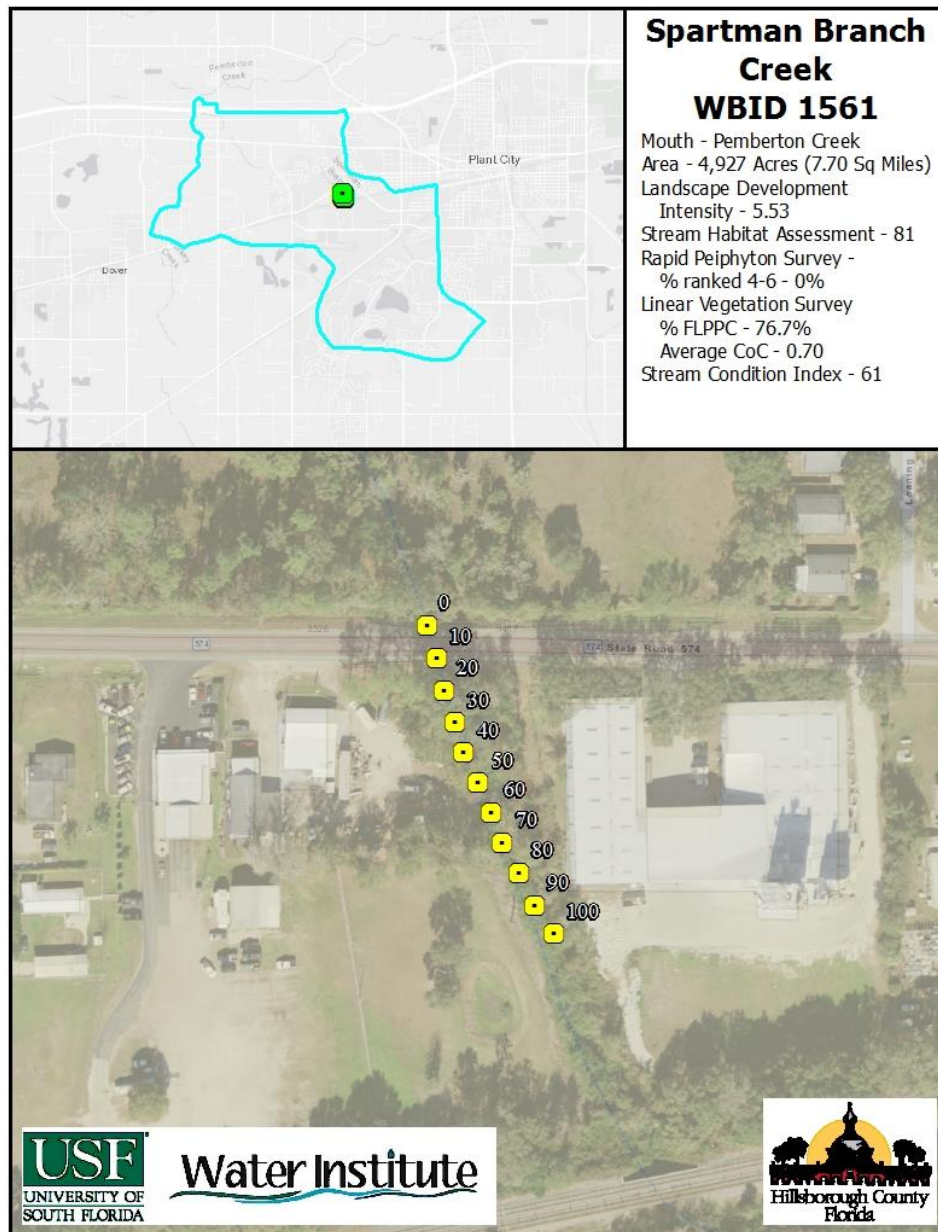 Spartman Branch
Creek
WBID 1561
Mouth - Pemberton Creek
Area - 4,927 Acres (7.70 Sq Miles)
Landscape Development
Intensity - 5.53
Stream Habitat Assessment - 81
Rapid Peiphyton Survey -
% ranked 4-6 - 0%
Linear Vegetation Survey
% FLPPC - 76.7%
Average CoC - 0.70
Stream Condition Index - 61
Pemberton
Creek
Plant City
Dover
Creek
0
10
574
574 State Road 574
20
30
40
50
60
70
80
90
100
USF
UNIVERSITY OF
SOUTH FLORIDA
Water Institute
Hillsborough County
Florida